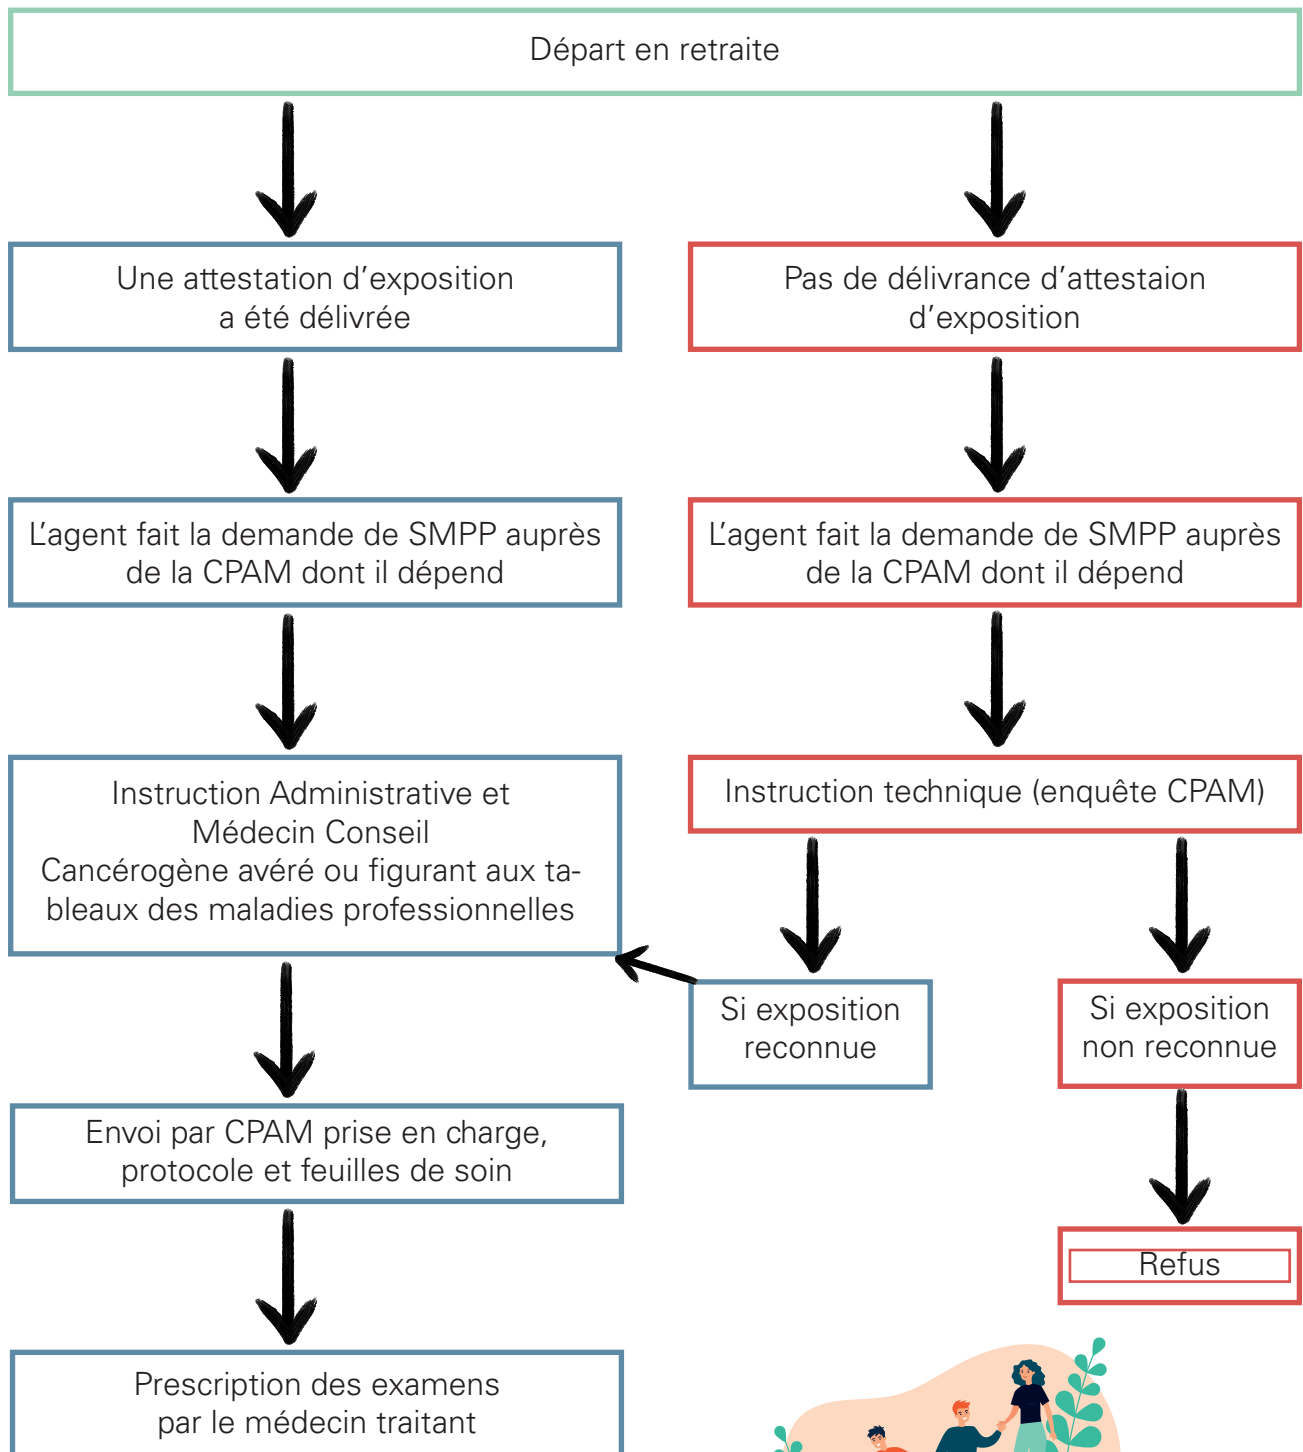 Départ en retraite
Une attestation d'exposition
a été délivrée
Pas de délivrance d'attestaion
d'exposition
L'agent fait la demande de SMPP auprès
de la CPAM dont il dépend
L'agent fait la demande de SMPP auprès
de la CPAM dont il dépend
Instruction Administrative et
Médecin Conseil
Cancérogène avéré ou figurant aux ta-
bleaux des maladies professionnelles
Instruction technique (enquête CPAM)
Si exposition
reconnue
Si exposition
non reconnue
Envoi par CPAM prise en charge,
protocole et feuilles de soin
Refus
Prescription des examens
par le médecin traitant